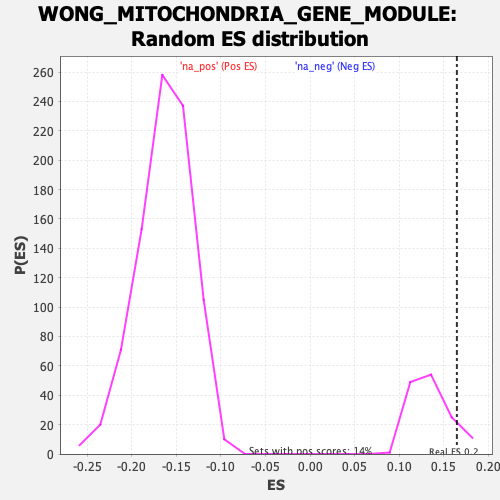 WONG_MITOCHONDRIA_GENE_MODULE:
Random ES distribution
'na_pos' (Pos ES) 'na_neg' (Neg ES)
260
240
220
200
180
160
140
120
100
80
60
40
20
0
P(ES)
Sets with pos scores: 14%
Real ES 0.2
-0.25 -0.20 -0.15 -0.10 -0.05 0.00 0.05 0.10 0.15 0.20
ES